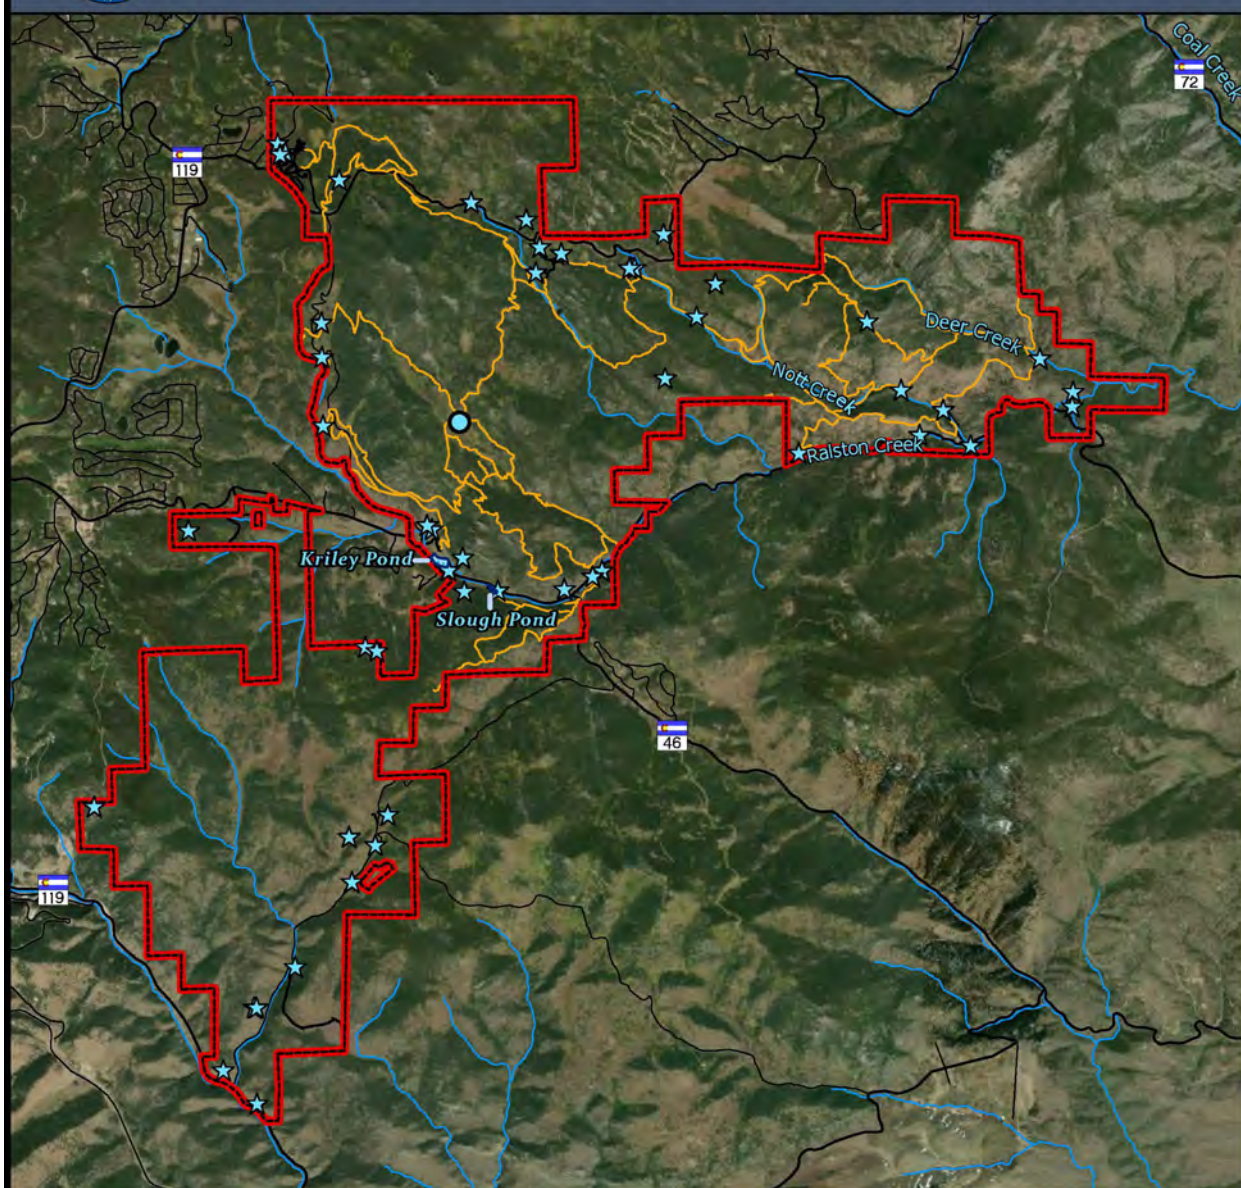 Coal Creek
72
119
Deer Creek
Nott Creek
Ralston Creek
Kriley Pond
Slough Pond
46
119